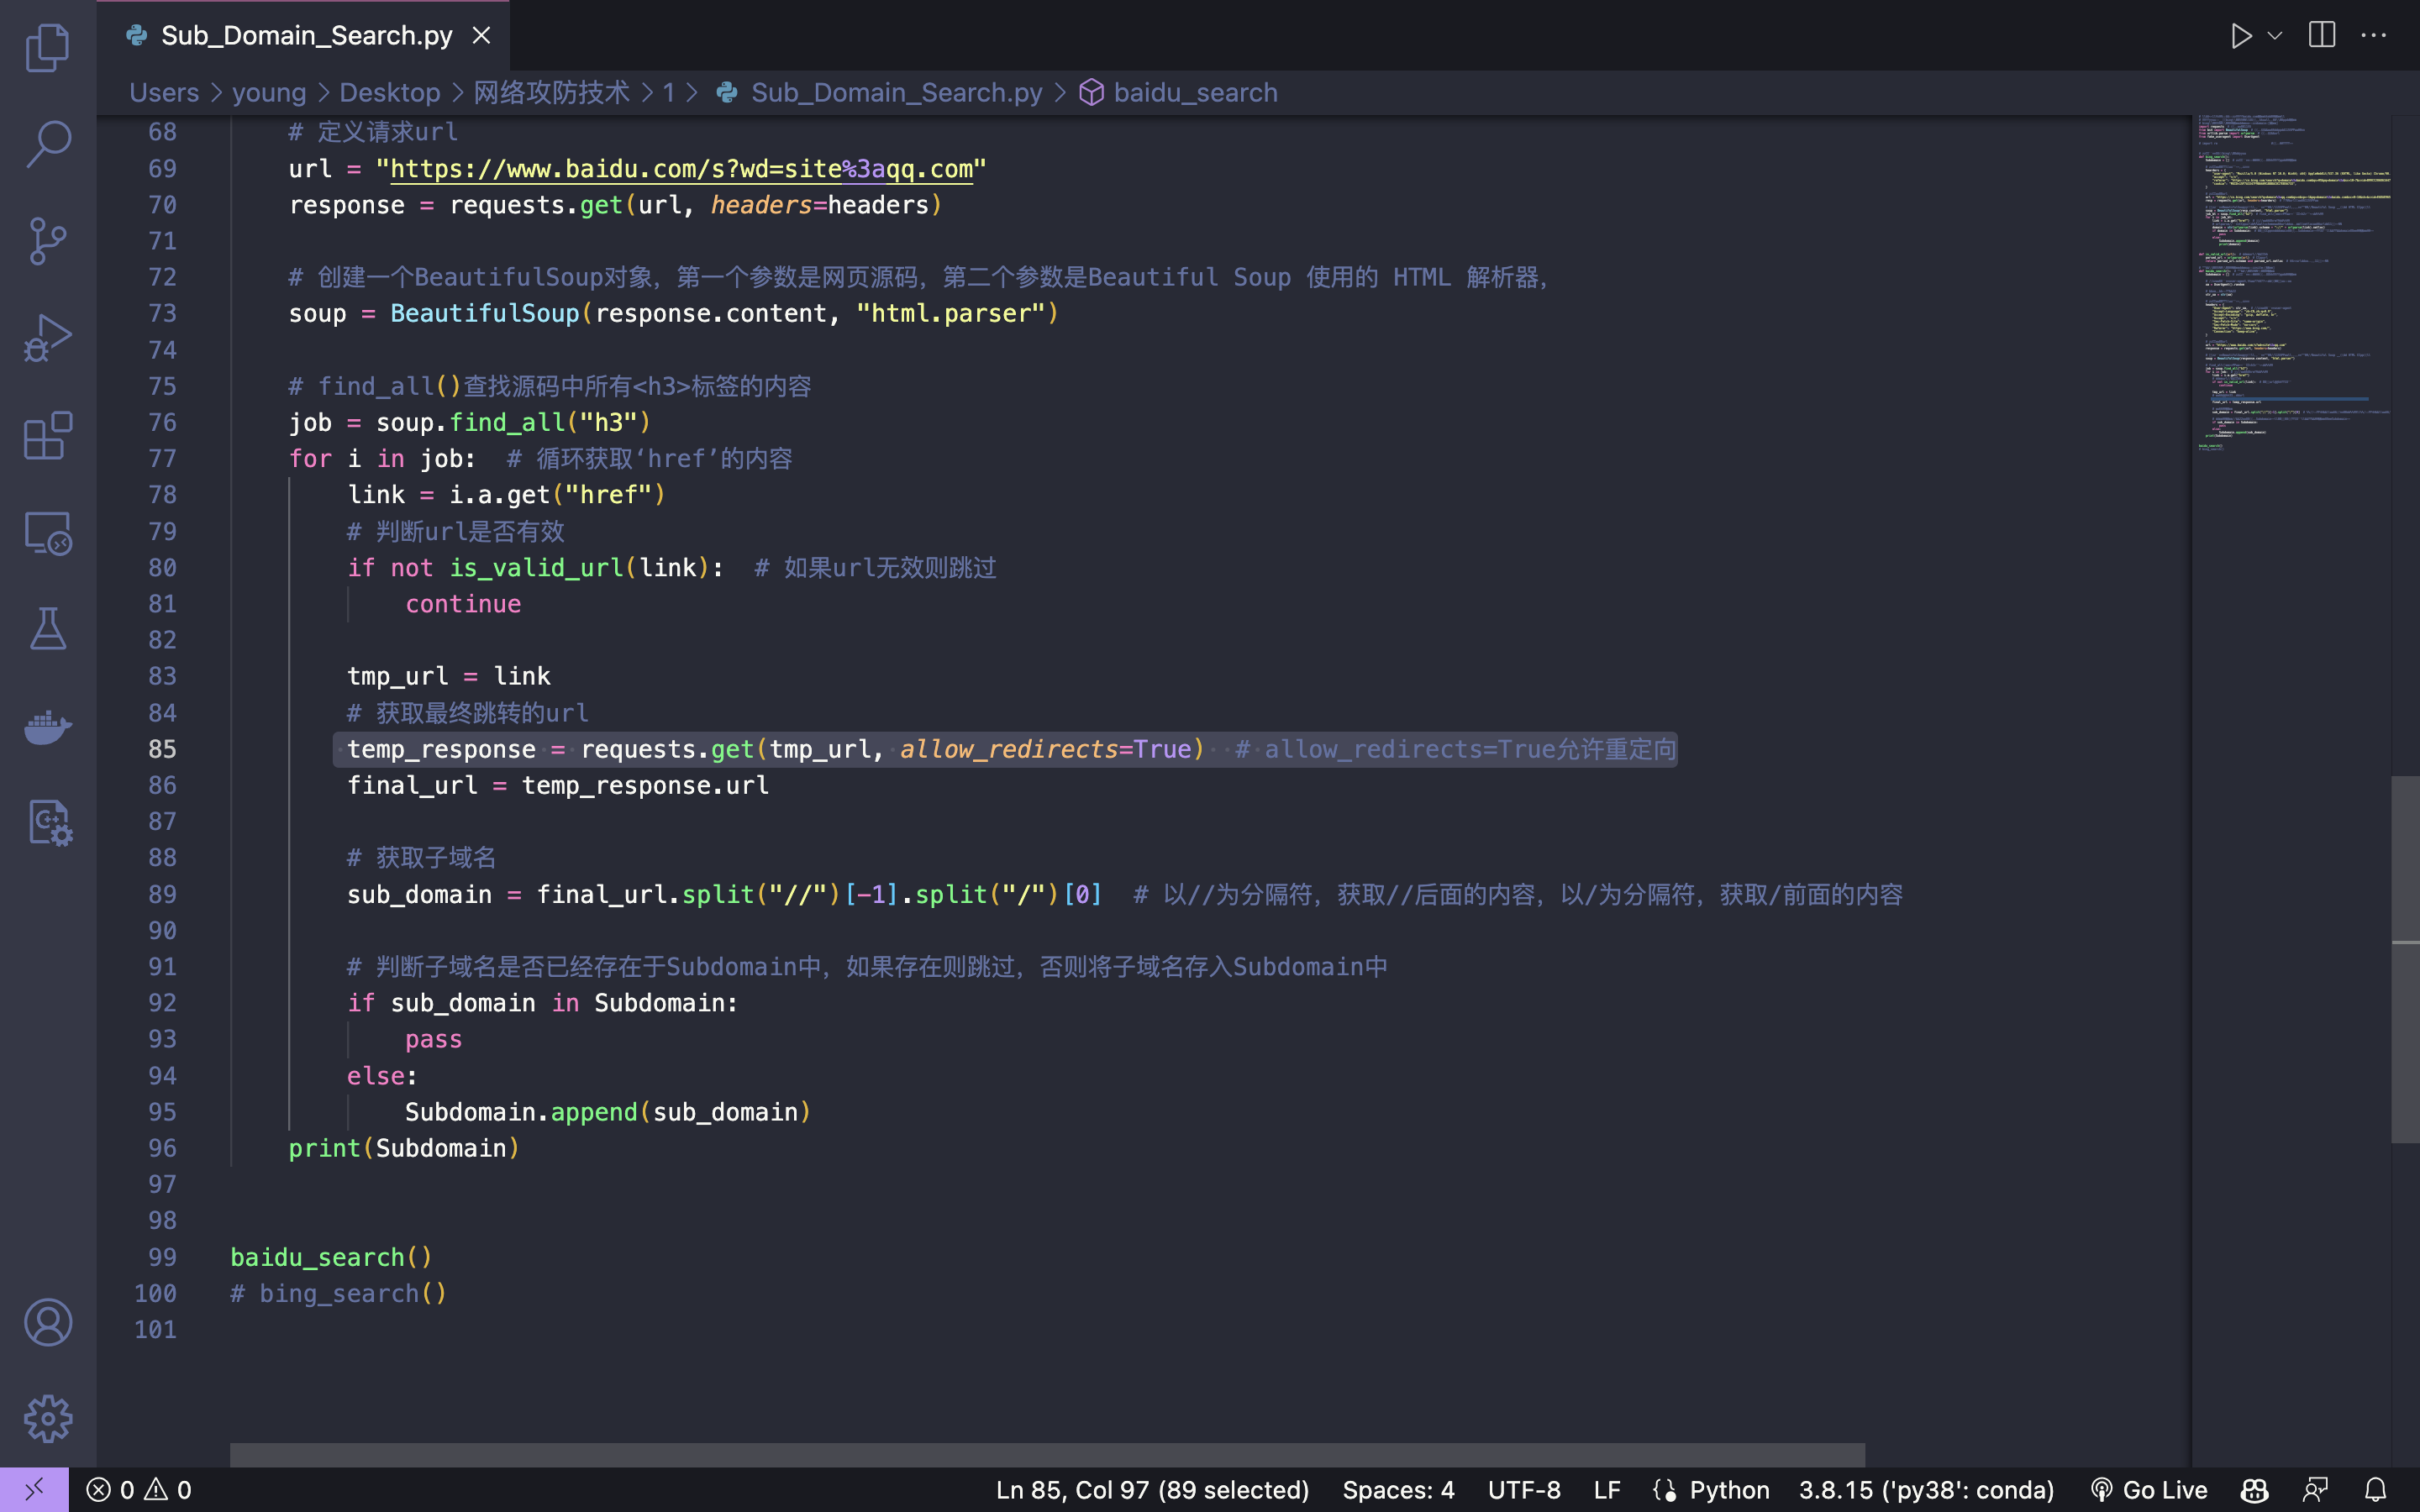 Sub_Domain_Search.py
Users > young > Desktop > 网络攻防技术 > 1 > Sub_Domain_Search.py > baidu_search
68 # 定义请求url
69 url = "https://www.baidu.com/s?wd=site%3aqq.com"
70 response = requests.get(url, headers=headers)
71
72 # 创建一个BeautifulSoup对象，第一个参数是网页源码，第二个参数是Beautiful Soup 使用的 HTML 解析器，
73 soup = BeautifulSoup(response.content, "html.parser")
74
75 # find_all()查找源码中所有<h3>标签的内容
76 job = soup.find_all("h3")
77 for i in job:  # 循环获取‘href’的内容
78     link = i.a.get("href")
79     # 判断url是否有效
80     if not is_valid_url(link):  # 如果url无效则跳过
81         continue
82
83     tmp_url = link
84     # 获取最终跳转的url
85     temp_response = requests.get(tmp_url, allow_redirects=True)  # allow_redirects=True允许重定向
86     final_url = temp_response.url
87
88     # 获取子域名
89     sub_domain = final_url.split("//")[-1].split("/")[0]  # 以//为分隔符，获取//后面的内容，以/为分隔符，获取/前面的内容
90
91     # 判断子域名是否已经存在于Subdomain中，如果存在则跳过，否则将子域名存入Subdomain中
92     if sub_domain in Subdomain:
93         pass
94     else:
95         Subdomain.append(sub_domain)
96 print(Subdomain)
97
98
99 baidu_search()
100 # bing_search()
101
0 0 Ln 85, Col 97 (89 selected) Spaces: 4 UTF-8 LF Python 3.8.15 ('py38': conda) Go Live